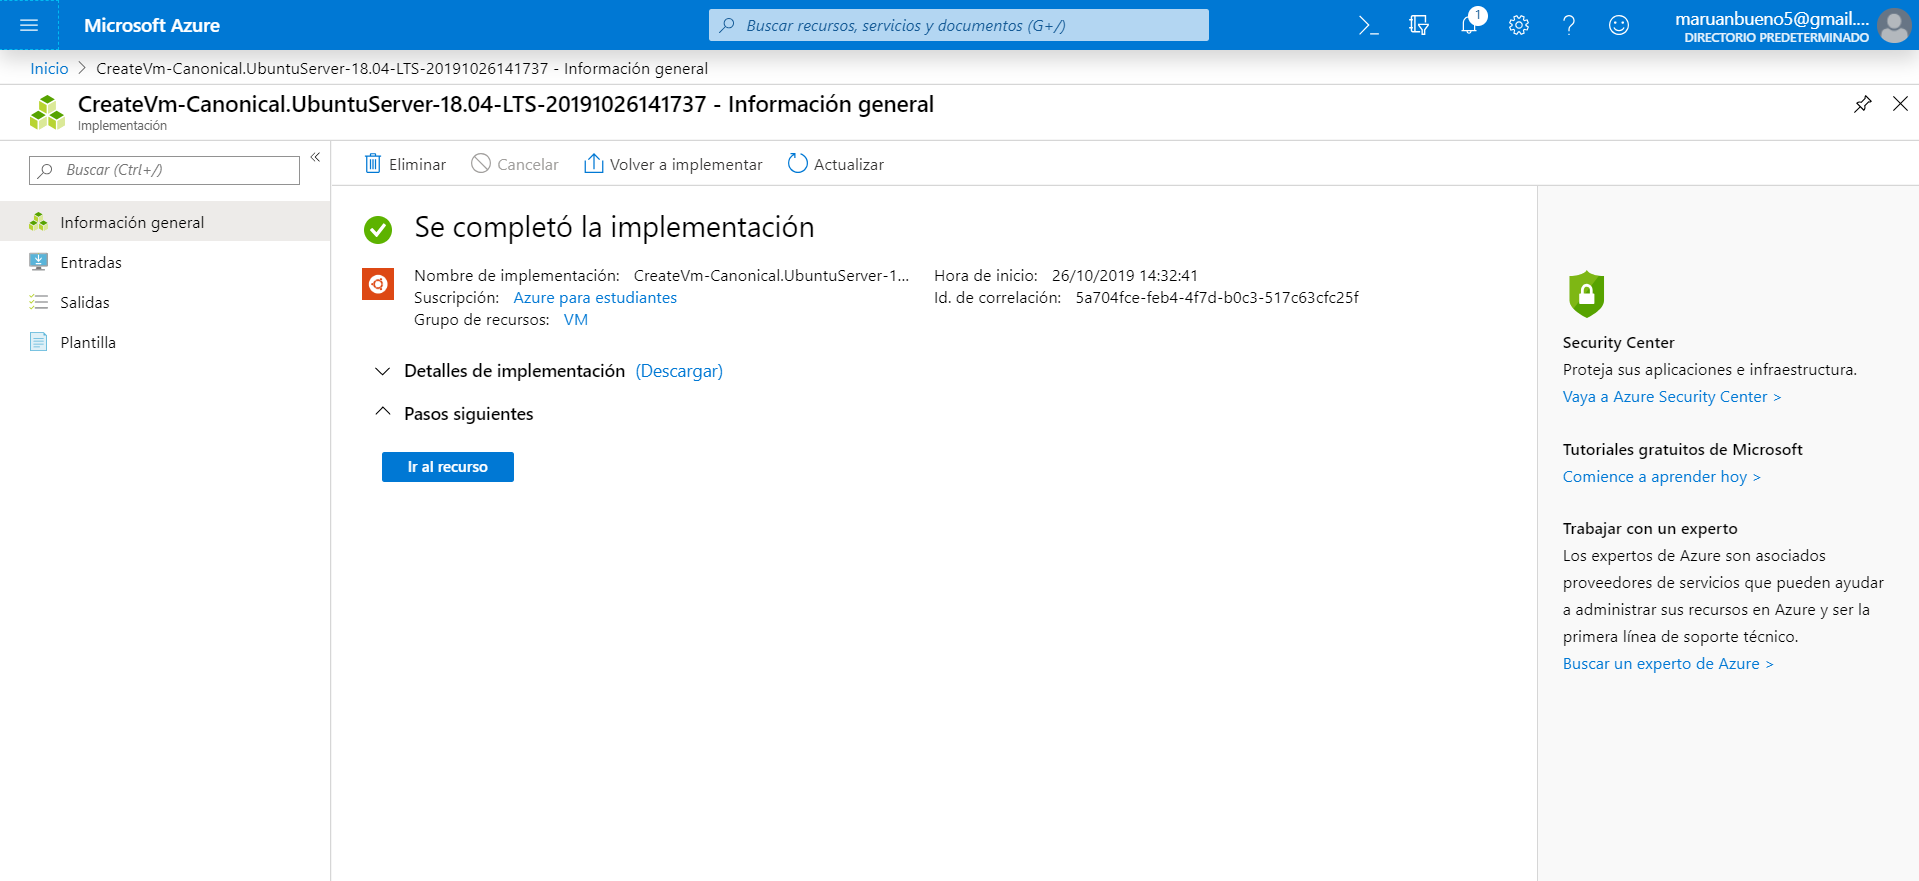 Microsoft Azure
Buscar recursos, servicios y documentos (G+/)
1
maruanbueno5@gmail....
DIRECTORIO PREDETERMINADO
Inicio > CreateVm-Canonical.UbuntuServer-18.04-LTS-20191026141737 - Información general
CreateVm-Canonical.UbuntuServer-18.04-LTS-20191026141737 - Información general
Implementación
Buscar (Ctrl+/)
«
Información general
Entradas
Salidas
Plantilla
Eliminar Cancelar Volver a implementar Actualizar
Se completó la implementación
Nombre de implementación: CreateVm-Canonical.UbuntuServer-1...
Suscripción: Azure para estudiantes
Grupo de recursos: VM
Hora de inicio: 26/10/2019 14:32:41
Id. de correlación: 5a704fce-feb4-4f7d-b0c3-517c63cfc25f
Detalles de implementación (Descargar)
Pasos siguientes
Ir al recurso
Security Center
Proteja sus aplicaciones e infraestructura.
Vaya a Azure Security Center >
Tutoriales gratuitos de Microsoft
Comience a aprender hoy >
Trabajar con un experto
Los expertos de Azure son asociados
proveedores de servicios que pueden ayudar
a administrar sus recursos en Azure y ser la
primera línea de soporte técnico.
Buscar un experto de Azure >